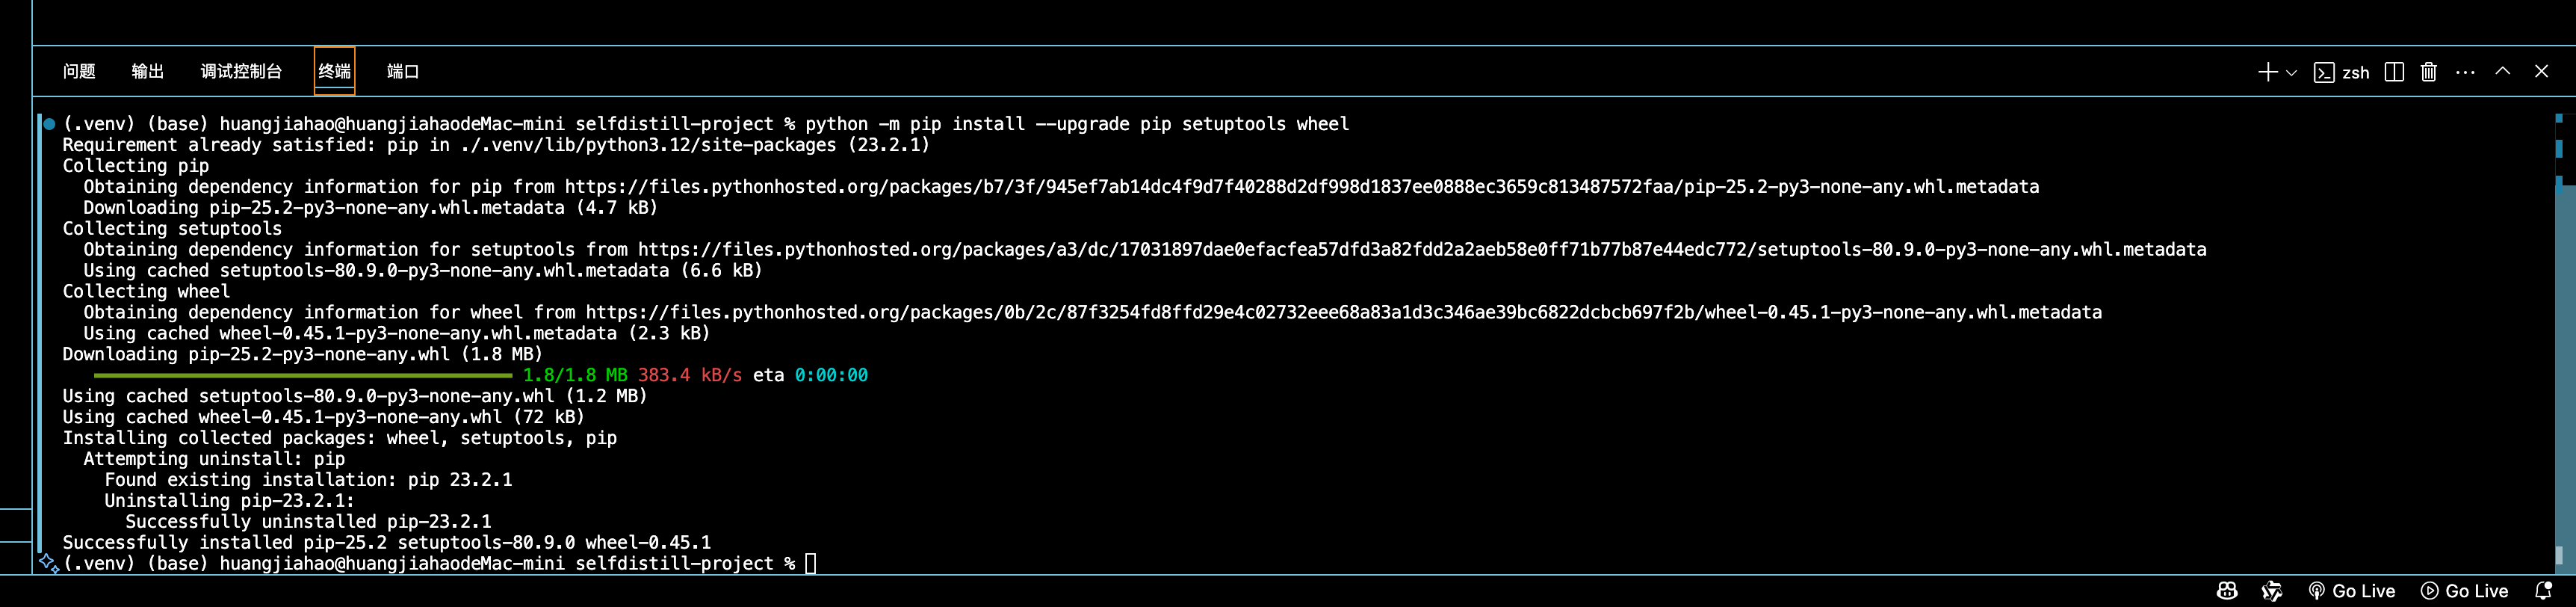 问题 输出 调试控制台 终端 端口 zsh
(.venv) (base) huangjiahao@huangjiahaodeMac-mini selfdistill-project % python -m pip install --upgrade pip setuptools wheel
Requirement already satisfied: pip in ./.venv/lib/python3.12/site-packages (23.2.1)
Collecting pip
  Obtaining dependency information for pip from https://files.pythonhosted.org/packages/b7/3f/945ef7ab14dc4f9d7f40288d2df998d1837ee0888ec3659c813487572faa/pip-25.2-py3-none-any.whl.metadata
  Downloading pip-25.2-py3-none-any.whl.metadata (4.7 kB)
Collecting setuptools
  Obtaining dependency information for setuptools from https://files.pythonhosted.org/packages/a3/dc/17031897dae0efacfea57dfd3a82fdd2a2aeb58e0ff71b77b87e44edc772/setuptools-80.9.0-py3-none-any.whl.metadata
  Using cached setuptools-80.9.0-py3-none-any.whl.metadata (6.6 kB)
Collecting wheel
  Obtaining dependency information for wheel from https://files.pythonhosted.org/packages/0b/2c/87f3254fd8ffd29e4c02732eee68a83a1d3c346ae39bc6822dcbcb697f2b/wheel-0.45.1-py3-none-any.whl.metadata
  Using cached wheel-0.45.1-py3-none-any.whl.metadata (2.3 kB)
Downloading pip-25.2-py3-none-any.whl (1.8 MB)
1.8/1.8 MB 383.4 kB/s eta 0:00:00
Using cached setuptools-80.9.0-py3-none-any.whl (1.2 MB)
Using cached wheel-0.45.1-py3-none-any.whl (72 kB)
Installing collected packages: wheel, setuptools, pip
  Attempting uninstall: pip
    Found existing installation: pip 23.2.1
    Uninstalling pip-23.2.1:
      Successfully uninstalled pip-23.2.1
Successfully installed pip-25.2 setuptools-80.9.0 wheel-0.45.1
(.venv) (base) huangjiahao@huangjiahaodeMac-mini selfdistill-project %
Go Live Go Live